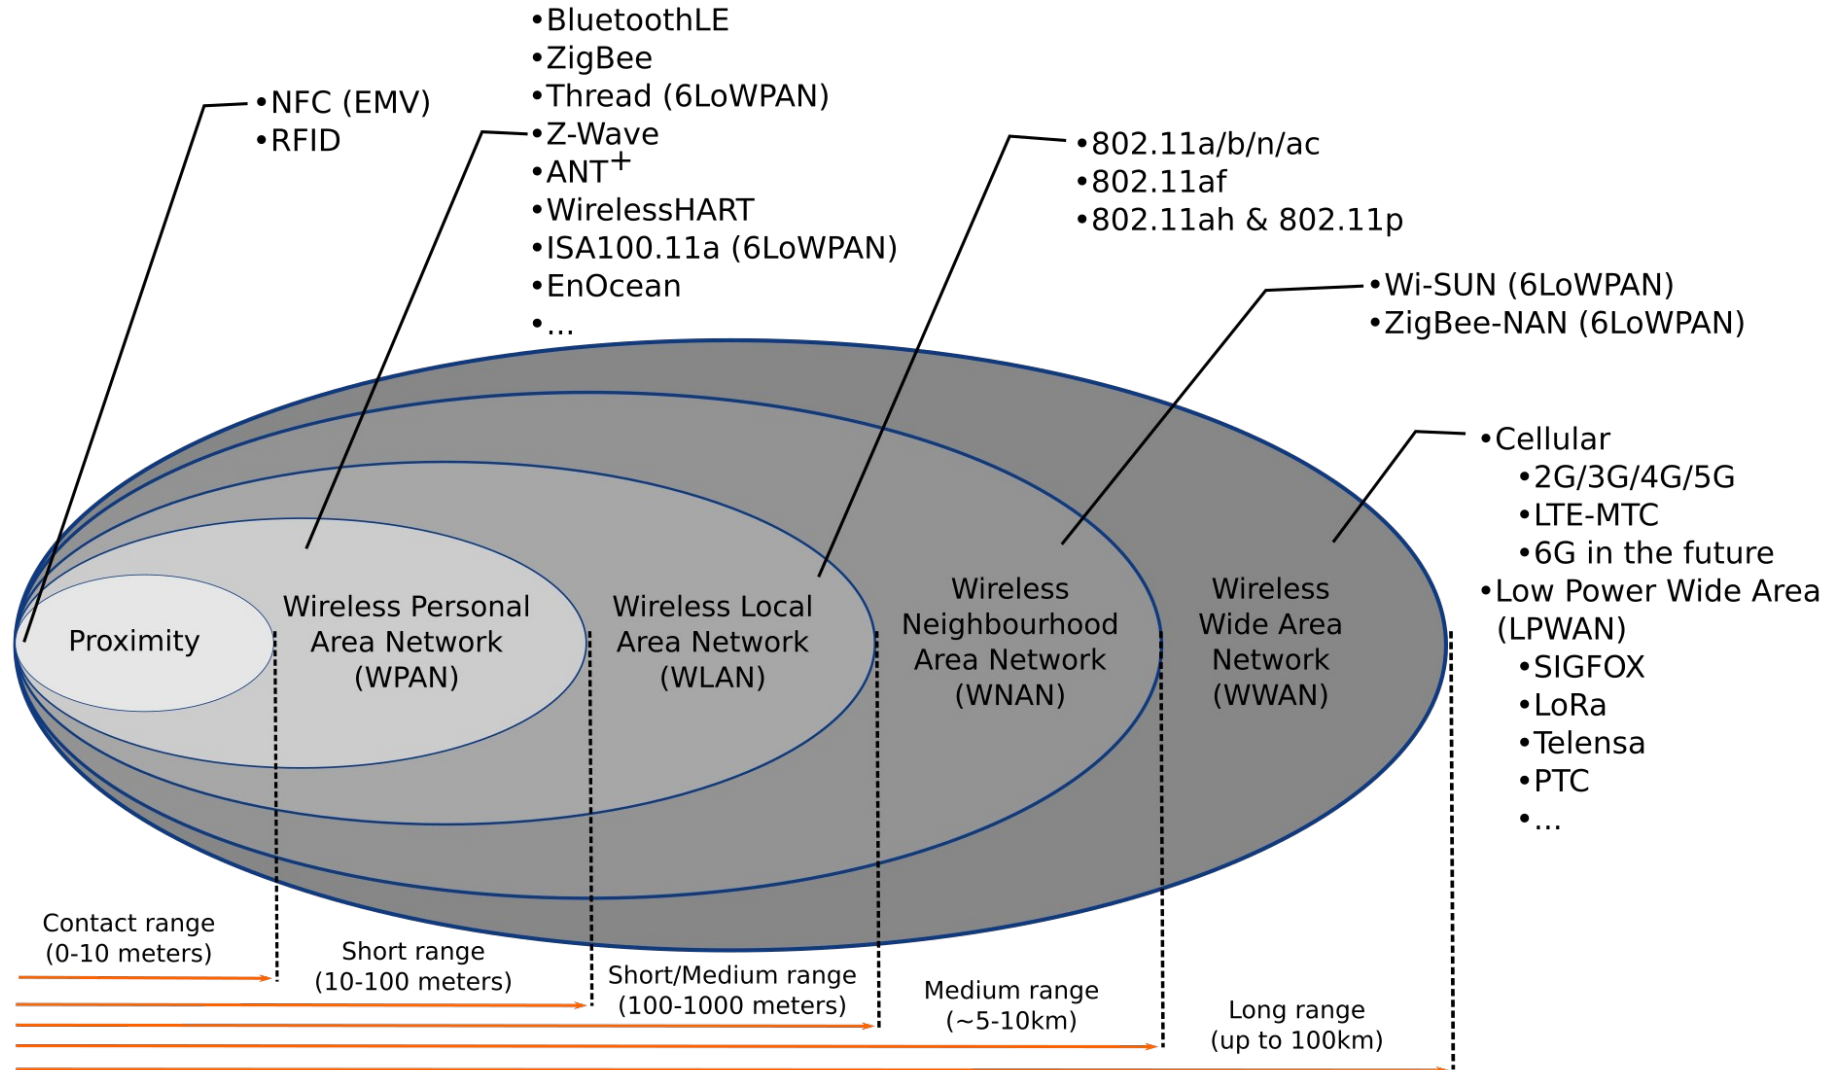 •BluetoothLE
•ZigBee
•Thread (6LoWPAN)
•Z-Wave
•ANT+
•WirelessHART
•ISA100.11a (6LoWPAN)
•EnOcean
•...
•NFC (EMV)
•RFID
•802.11a/b/n/ac
•802.11af
•802.11ah & 802.11p
•Wi-SUN (6LoWPAN)
•ZigBee-NAN (6LoWPAN)
•Cellular
•2G/3G/4G/5G
•LTE-MTC
•6G in the future
•Low Power Wide Area
(LPWAN)
•SIGFOX
•LoRa
•Telensa
•PTC
•...
Proximity
Wireless Personal
Area Network
(WPAN)
Wireless Local
Area Network
(WLAN)
Wireless
Neighbourhood
Area Network
(WNAN)
Wireless
Wide Area
Network
(WWAN)
Contact range
(0-10 meters)
Short range
(10-100 meters)
Short/Medium range
(100-1000 meters)
Medium range
(~5-10km)
Long range
(up to 100km)